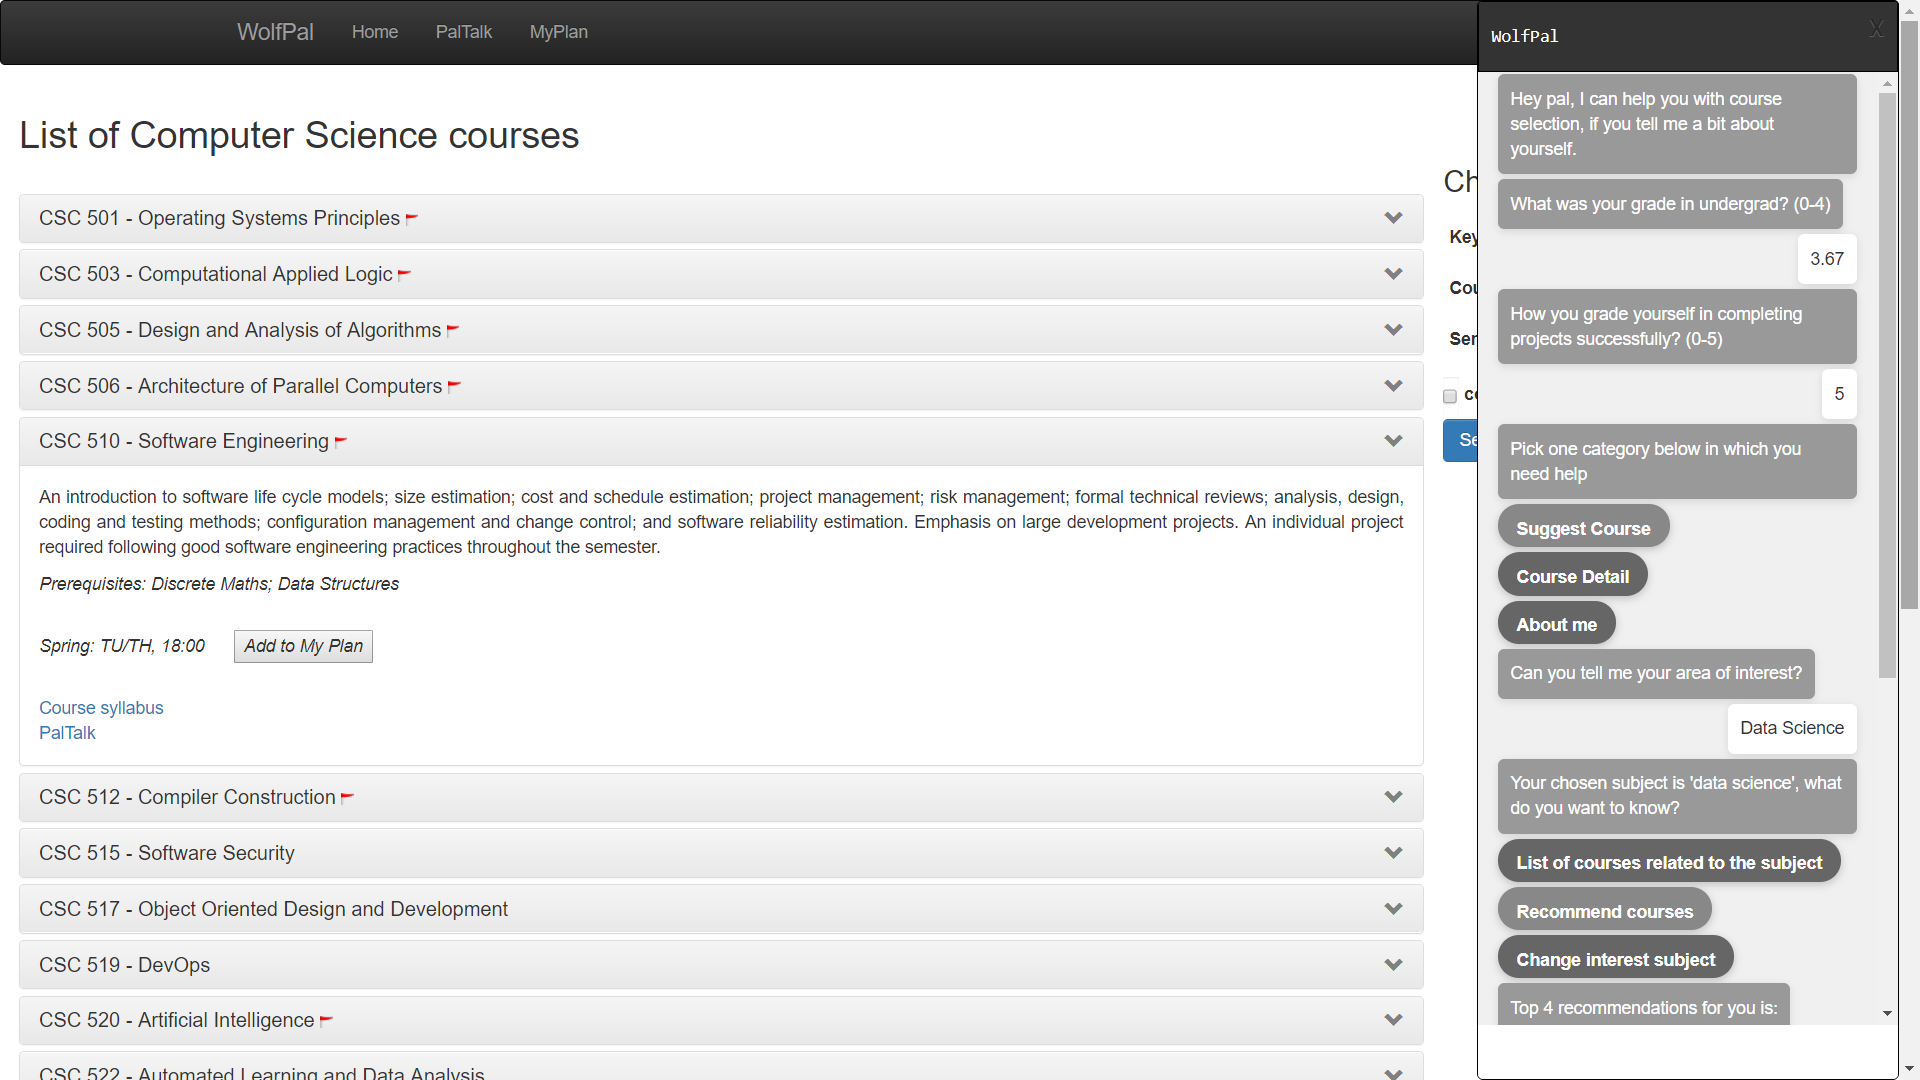 WolfPal Home PalTalk MyPlan
List of Computer Science courses
CSC 501 - Operating Systems Principles
CSC 503 - Computational Applied Logic
CSC 505 - Design and Analysis of Algorithms
CSC 506 - Architecture of Parallel Computers
CSC 510 - Software Engineering
An introduction to software life cycle models; size estimation; cost and schedule estimation; project management; risk management; formal technical reviews; analysis, design,
coding and testing methods; configuration management and change control; and software reliability estimation. Emphasis on large development projects. An individual project
required following good software engineering practices throughout the semester.
Prerequisites: Discrete Maths; Data Structures
Spring: TU/TH, 18:00 Add to My Plan
Course syllabus
PalTalk
CSC 512 - Compiler Construction
CSC 515 - Software Security
CSC 517 - Object Oriented Design and Development
CSC 519 - DevOps
CSC 520 - Artificial Intelligence
CSC 522 - Automated Learning and Data Analysis
WolfPal
X
Hey pal, I can help you with course
selection, if you tell me a bit about
yourself.
What was your grade in undergrad? (0-4)
3.67
How you grade yourself in completing
projects successfully? (0-5)
5
Pick one category below in which you
need help
Suggest Course
Course Detail
About me
Can you tell me your area of interest?
Data Science
Your chosen subject is 'data science', what
do you want to know?
List of courses related to the subject
Recommend courses
Change interest subject
Top 4 recommendations for you is: